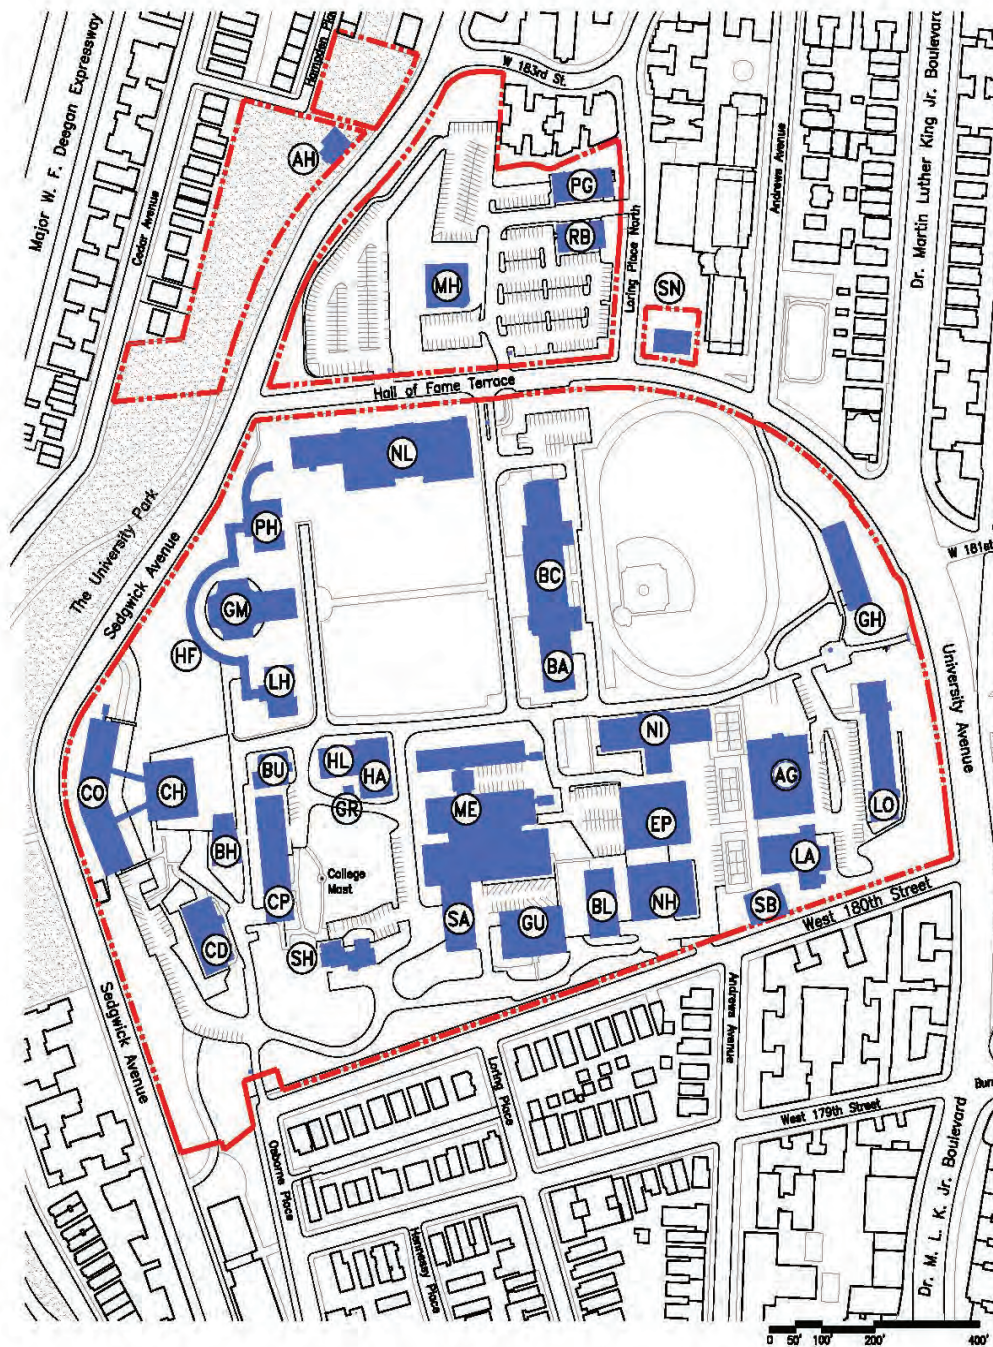 Major W. F. Deegan Expressway
Cedar Avenue
Hampden Place
W 183rd St.
Andrews Avenue
Dr. Martin Luther King Jr. Boulevard
AH
PG
RB
Loring Place North
MH
SN
Hall of Fame Terrace
The University Park
Sedgwick Avenue
NL
PH
BC
W 181st
GM
GH
HF
BA
LH
University Avenue
NI
BU
HL
HA
AG
CO
CH
GR
ME
LO
EP
BH
LA
College
Mast
CP
NH
BL
SB
SA
GU
West 180th Street
CD
SH
Sedgwick Avenue
Andrews Avenue
Loring Place
West 179th Street
Osborne Place
Hennessy Place
Dr. M. L. K. Jr. Boulevard
0 50' 100' 200' 400'